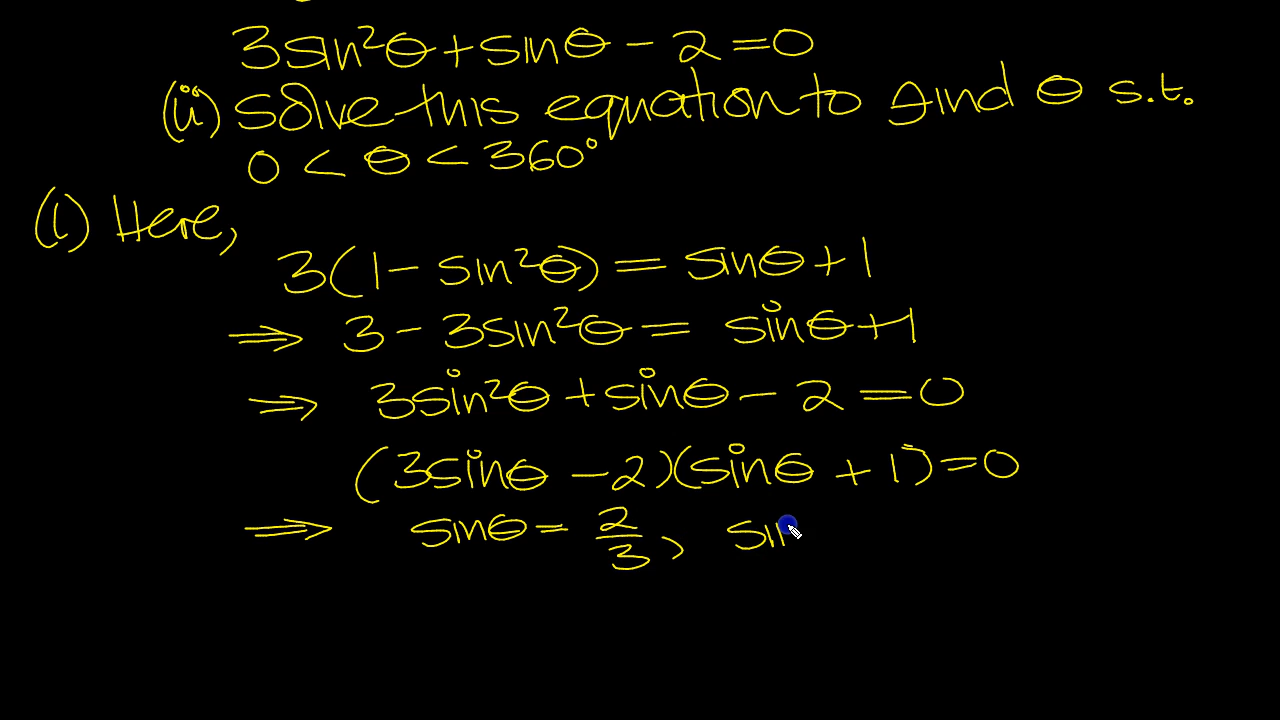 3sin²θ + sinθ - 2 = 0
(ii) solve this equation to find θ s.t.
0 < θ < 360°
(i) Here,
3(1 - sin²θ) = sinθ + 1
⇒ 3 - 3sin²θ = sinθ + 1
⇒ 3sin²θ + sinθ - 2 = 0
(3sinθ - 2)(sinθ + 1) = 0
⇒ sinθ = 2/3, sin